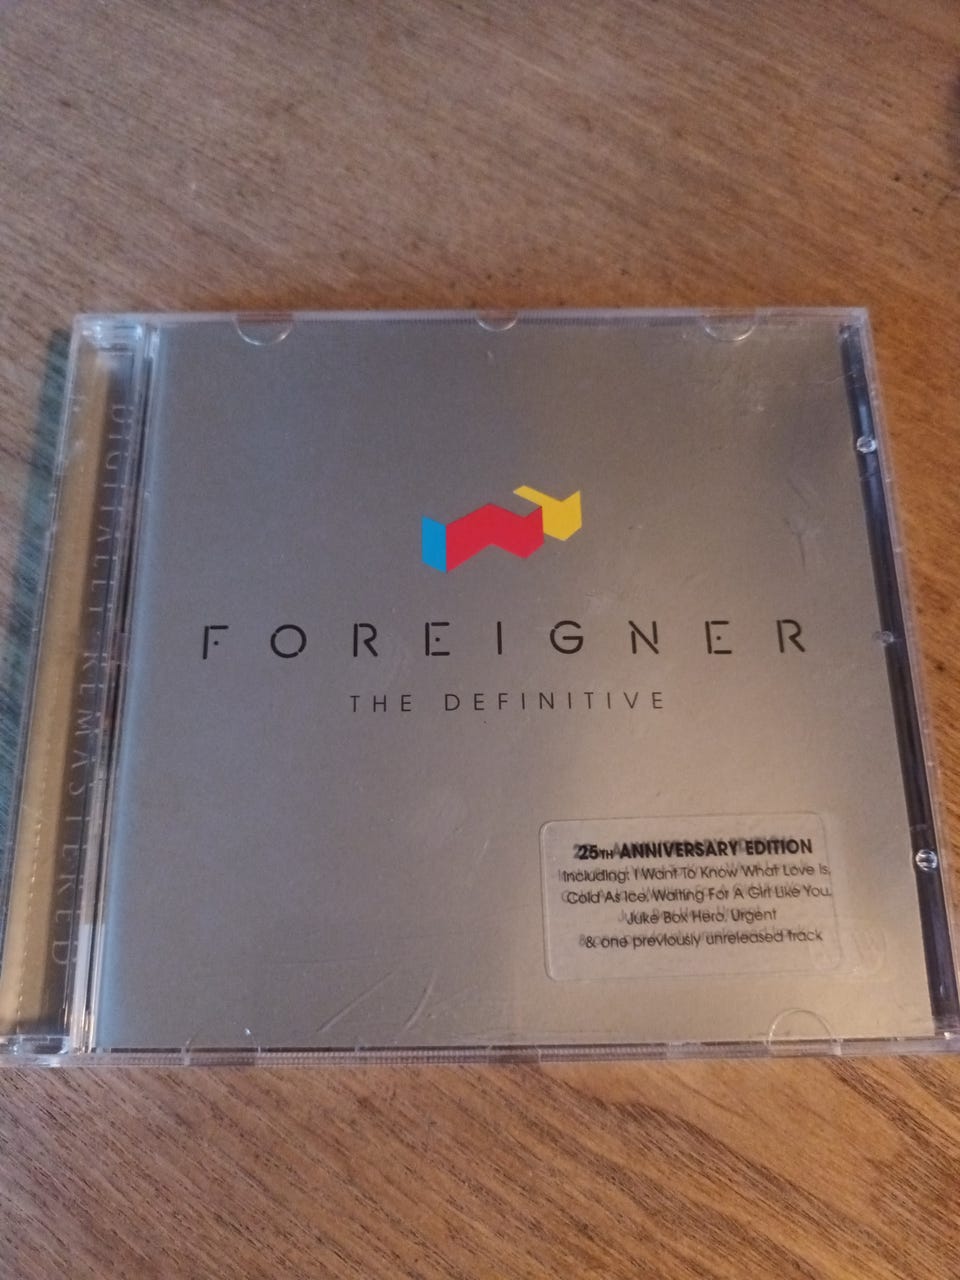 DIGITALLY REMASTERED
FOREIGNER
THE DEFINITIVE
25TH ANNIVERSARY EDITION
Including: I Want To Know What Love Is,
Cold As Ice, Waiting For A Girl Like You,
Juke Box Hero, Urgent
& one previously unreleased track